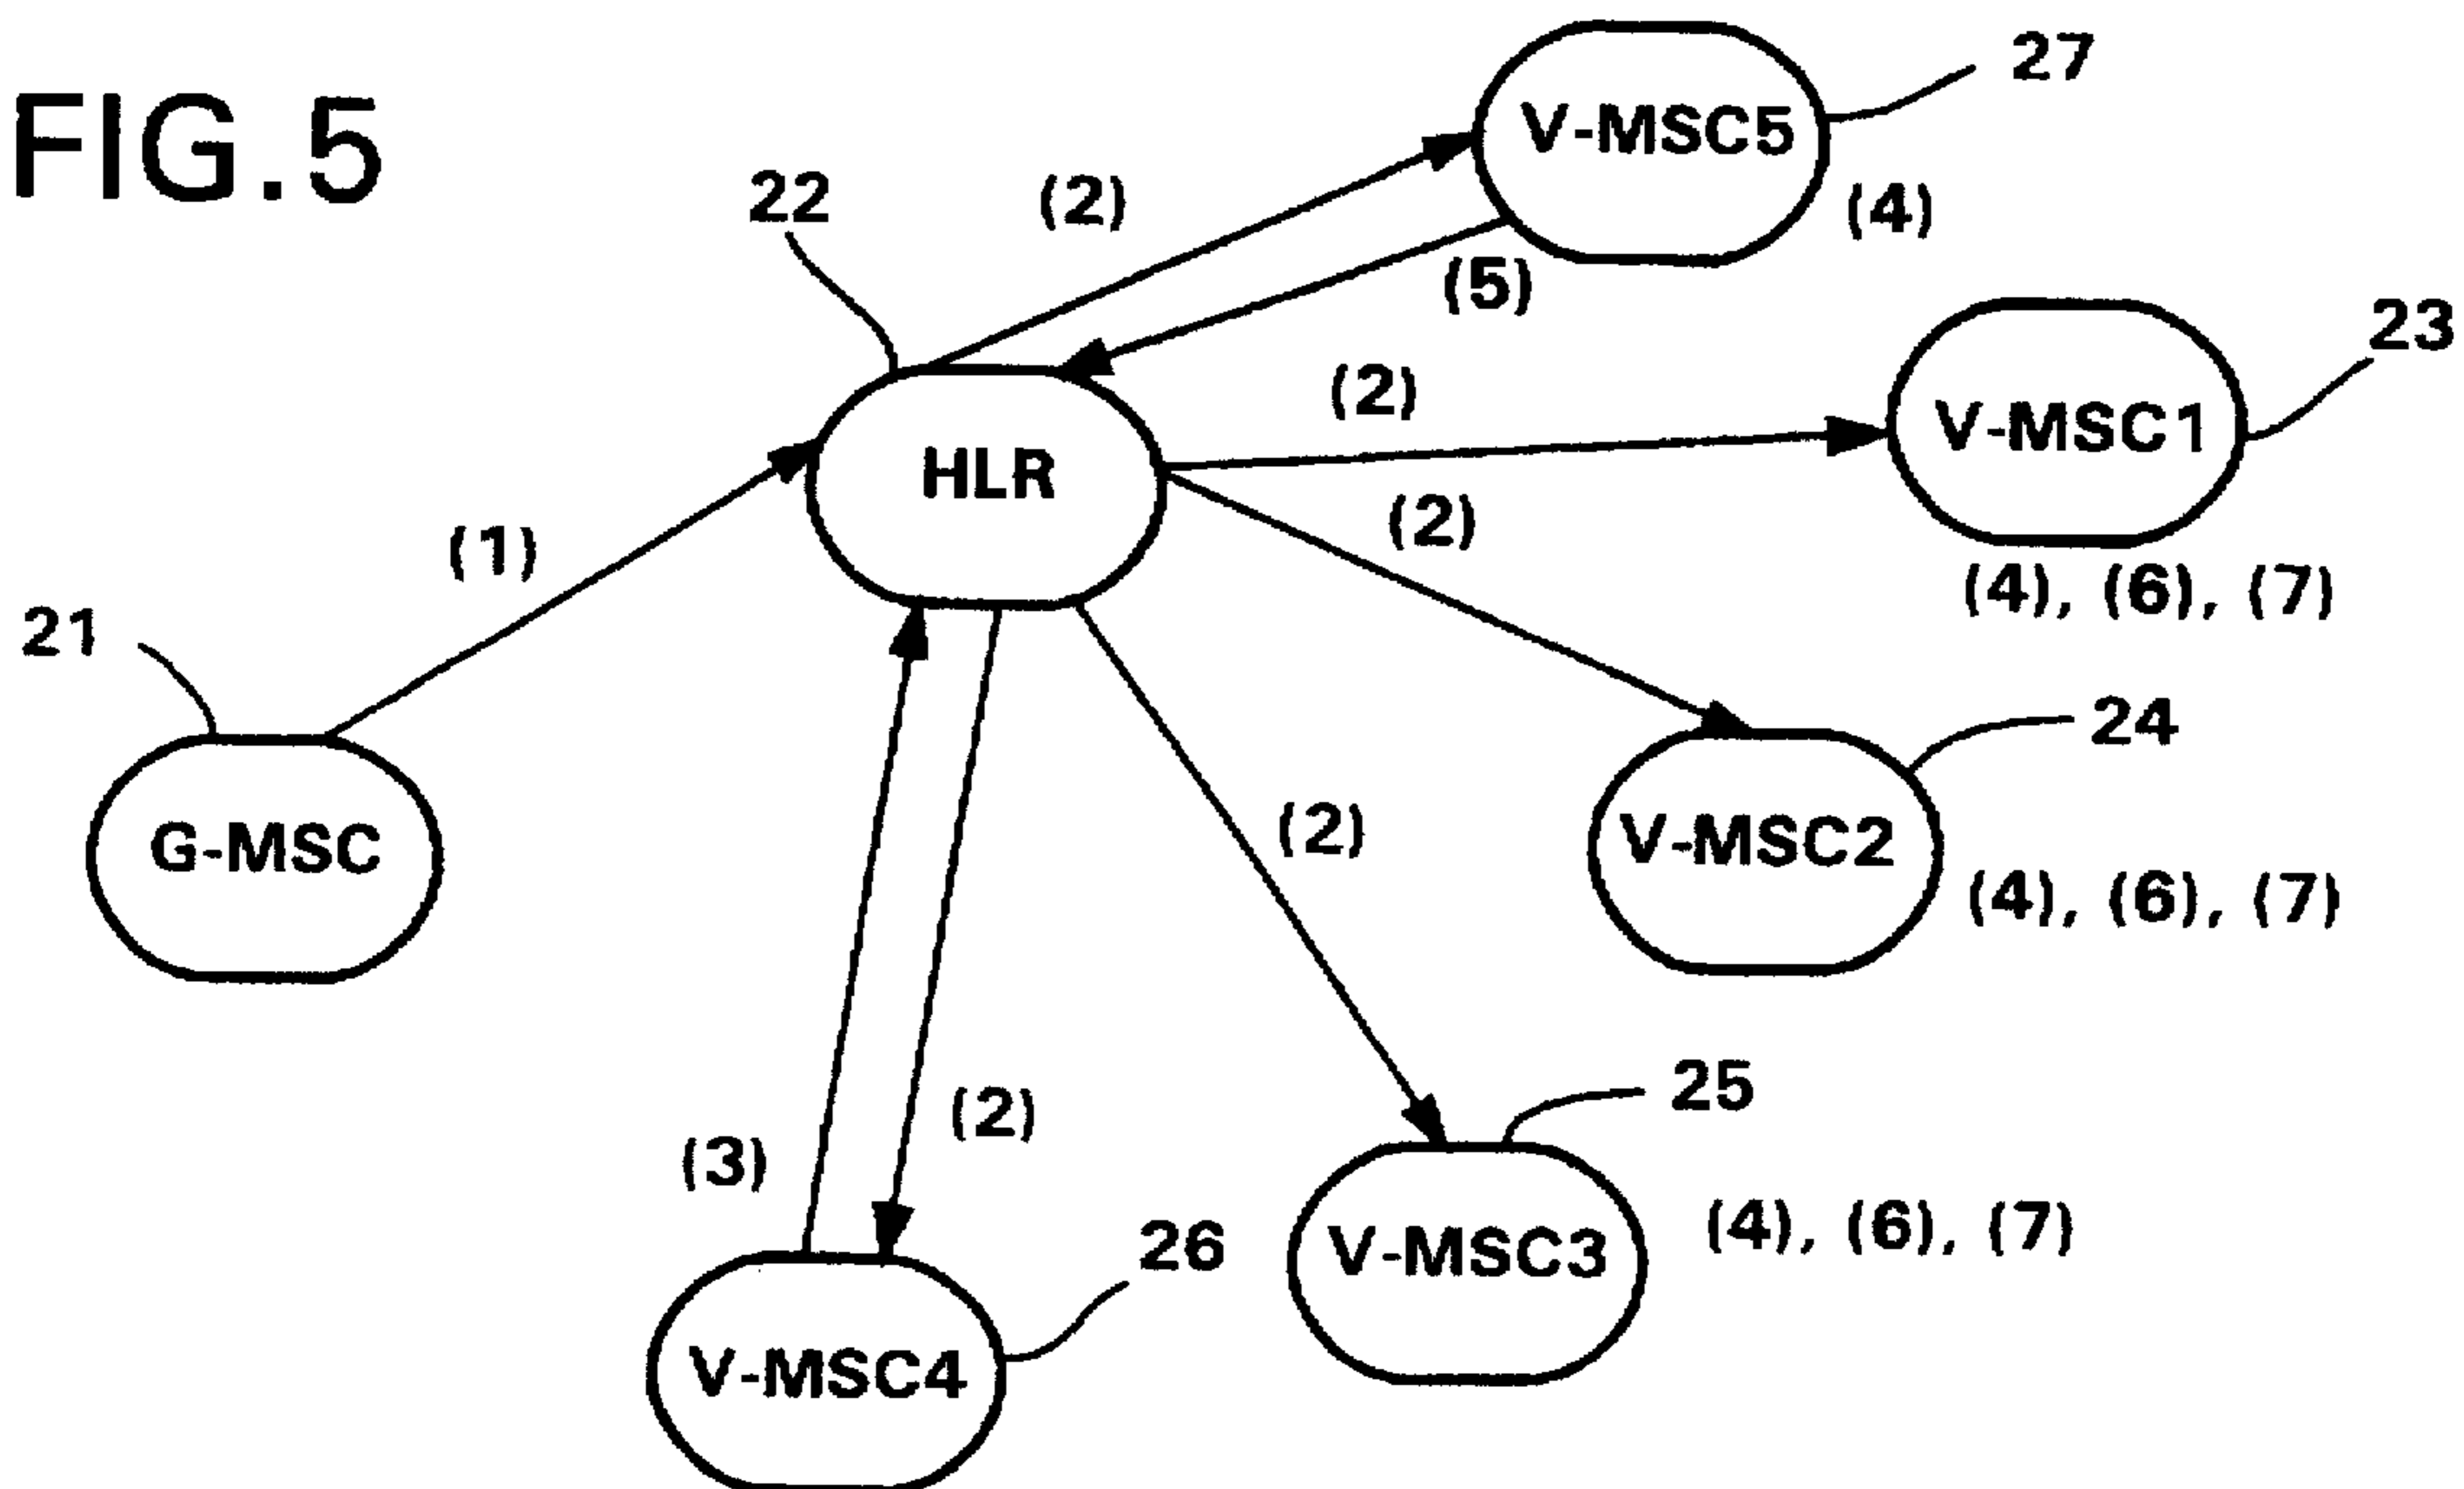 FIG.5
27
V-MSC5
22
(2)
(4)
(5)
23
(2)
V-MSC1
HLR
(2)
(1)
(4), (6), (7)
21
24
G-MSC
(2)
V-MSC2
(4), (6), (7)
25
(2)
(3)
26
V-MSC3
(4), (6), (7)
V-MSC4